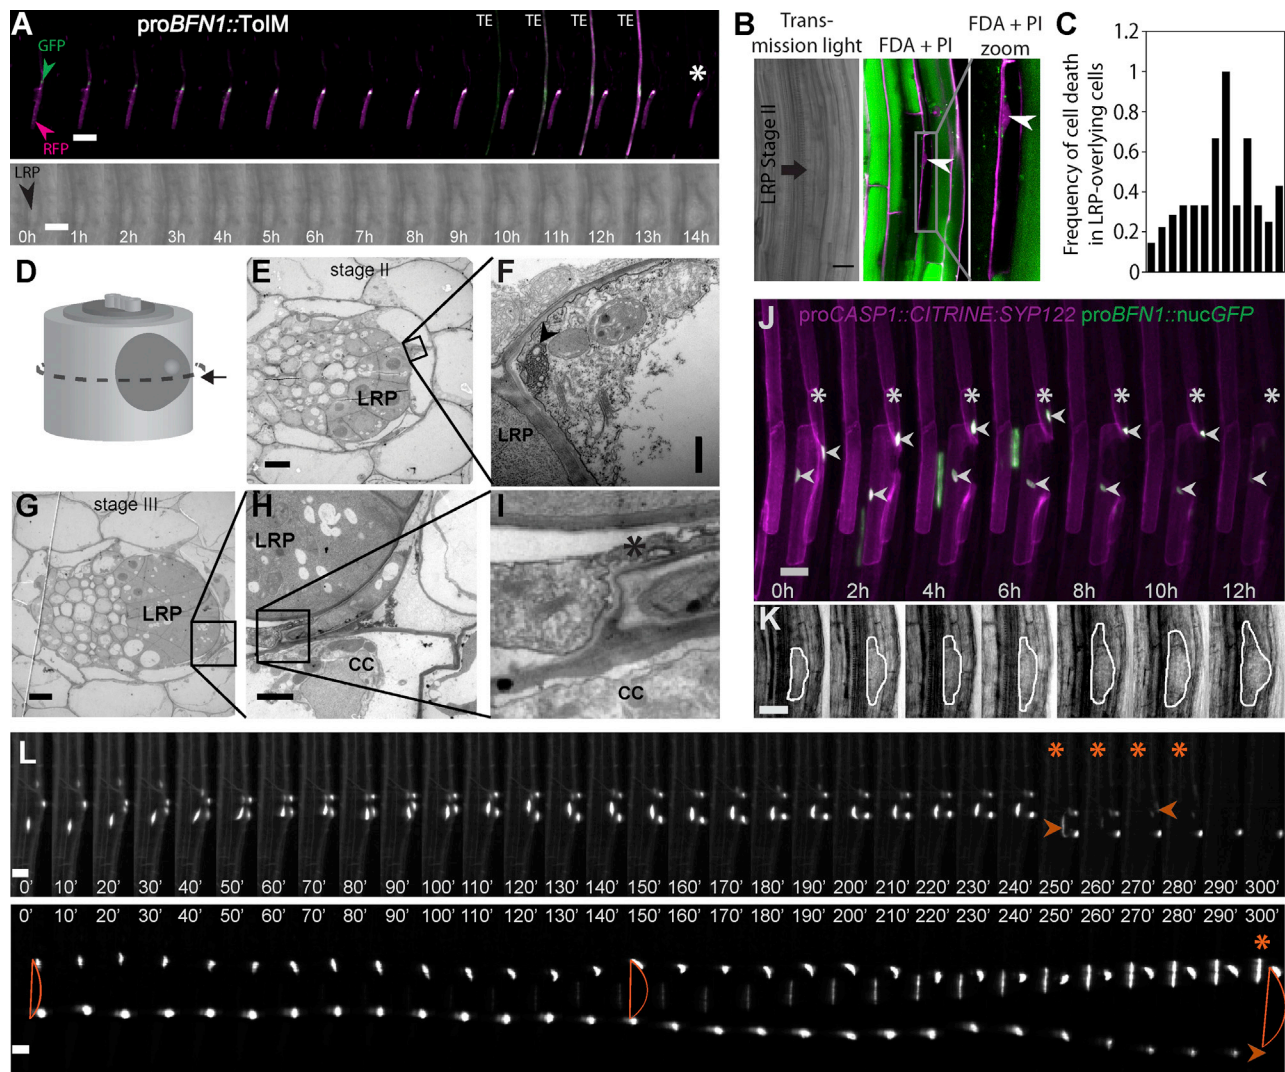 A
proBFN1::ToIM
GFP
RFP
TE TE TE TE
*
LRP
0h 1h 2h 3h 4h 5h 6h 7h 8h 9h 10h 11h 12h 13h 14h
B
Trans-
mission light
FDA + PI
FDA + PI
zoom
LRP Stage II
C
Frequency of cell death
in LRP-overlying cells
1.2
1
0.8
0.6
0.4
0.2
0
D
E
stage II
LRP
F
LRP
G
stage III
LRP
H
LRP
CC
I
*
CC
J
proCASP1::CITRINE:SYP122 proBFN1::nucGFP
* * * * * * *
0h 2h 4h 6h 8h 10h 12h
K
L
* * * *
0' 10' 20' 30' 40' 50' 60' 70' 80' 90' 100' 110' 120' 130' 140' 150' 160' 170' 180' 190' 200' 210' 220' 230' 240' 250' 260' 270' 280' 290' 300'
0' 10' 20' 30' 40' 50' 60' 70' 80' 90' 100' 110' 120' 130' 140' 150' 160' 170' 180' 190' 200' 210' 220' 230' 240' 250' 260' 270' 280' 290' 300'
*